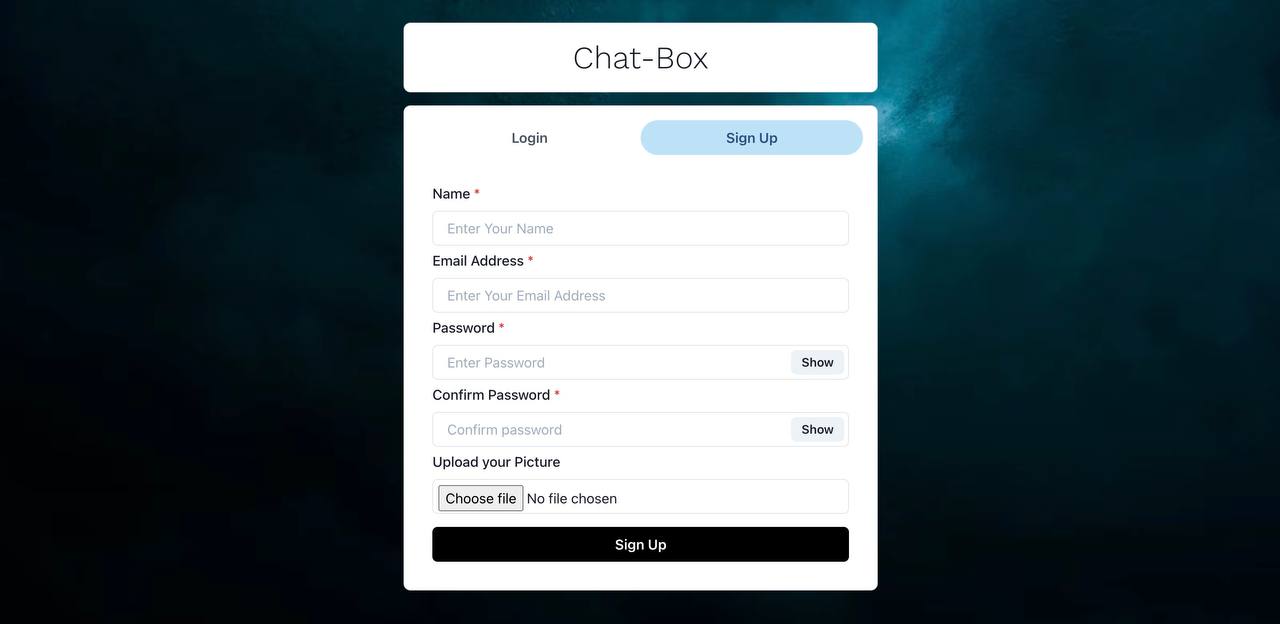 Chat-Box
Login Sign Up
Name *
Enter Your Name
Email Address *
Enter Your Email Address
Password *
Enter Password Show
Confirm Password *
Confirm password Show
Upload your Picture
Choose file No file chosen
Sign Up